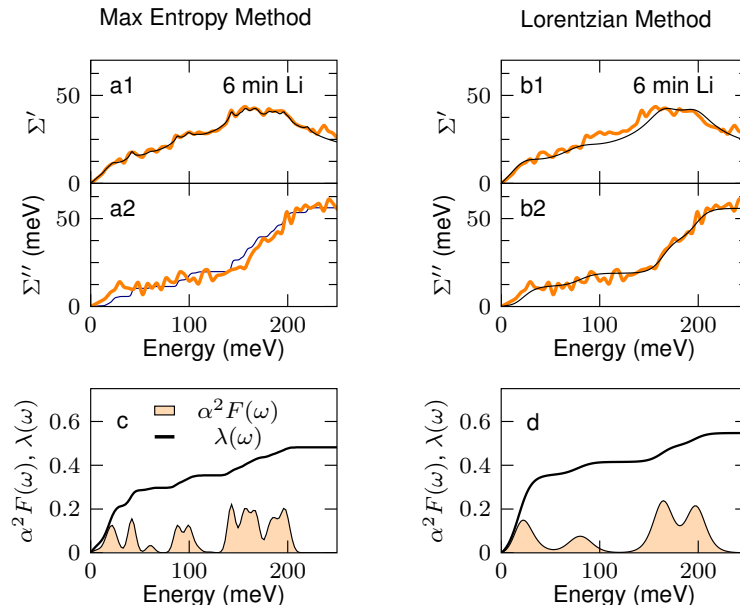 Max Entropy Method
Lorentzian Method
a1
6 min Li
50
0
Σ′
a2
50
0
Σ′′ (meV)
0
100
200
Energy (meV)
b1
6 min Li
50
0
Σ′
b2
50
0
Σ′′ (meV)
0
100
200
Energy (meV)
c
α²F(ω)
λ(ω)
0.6
0.4
0.2
0
α²F(ω), λ(ω)
0
100
200
Energy (meV)
d
0.6
0.4
0.2
0
α²F(ω), λ(ω)
0
100
200
Energy (meV)